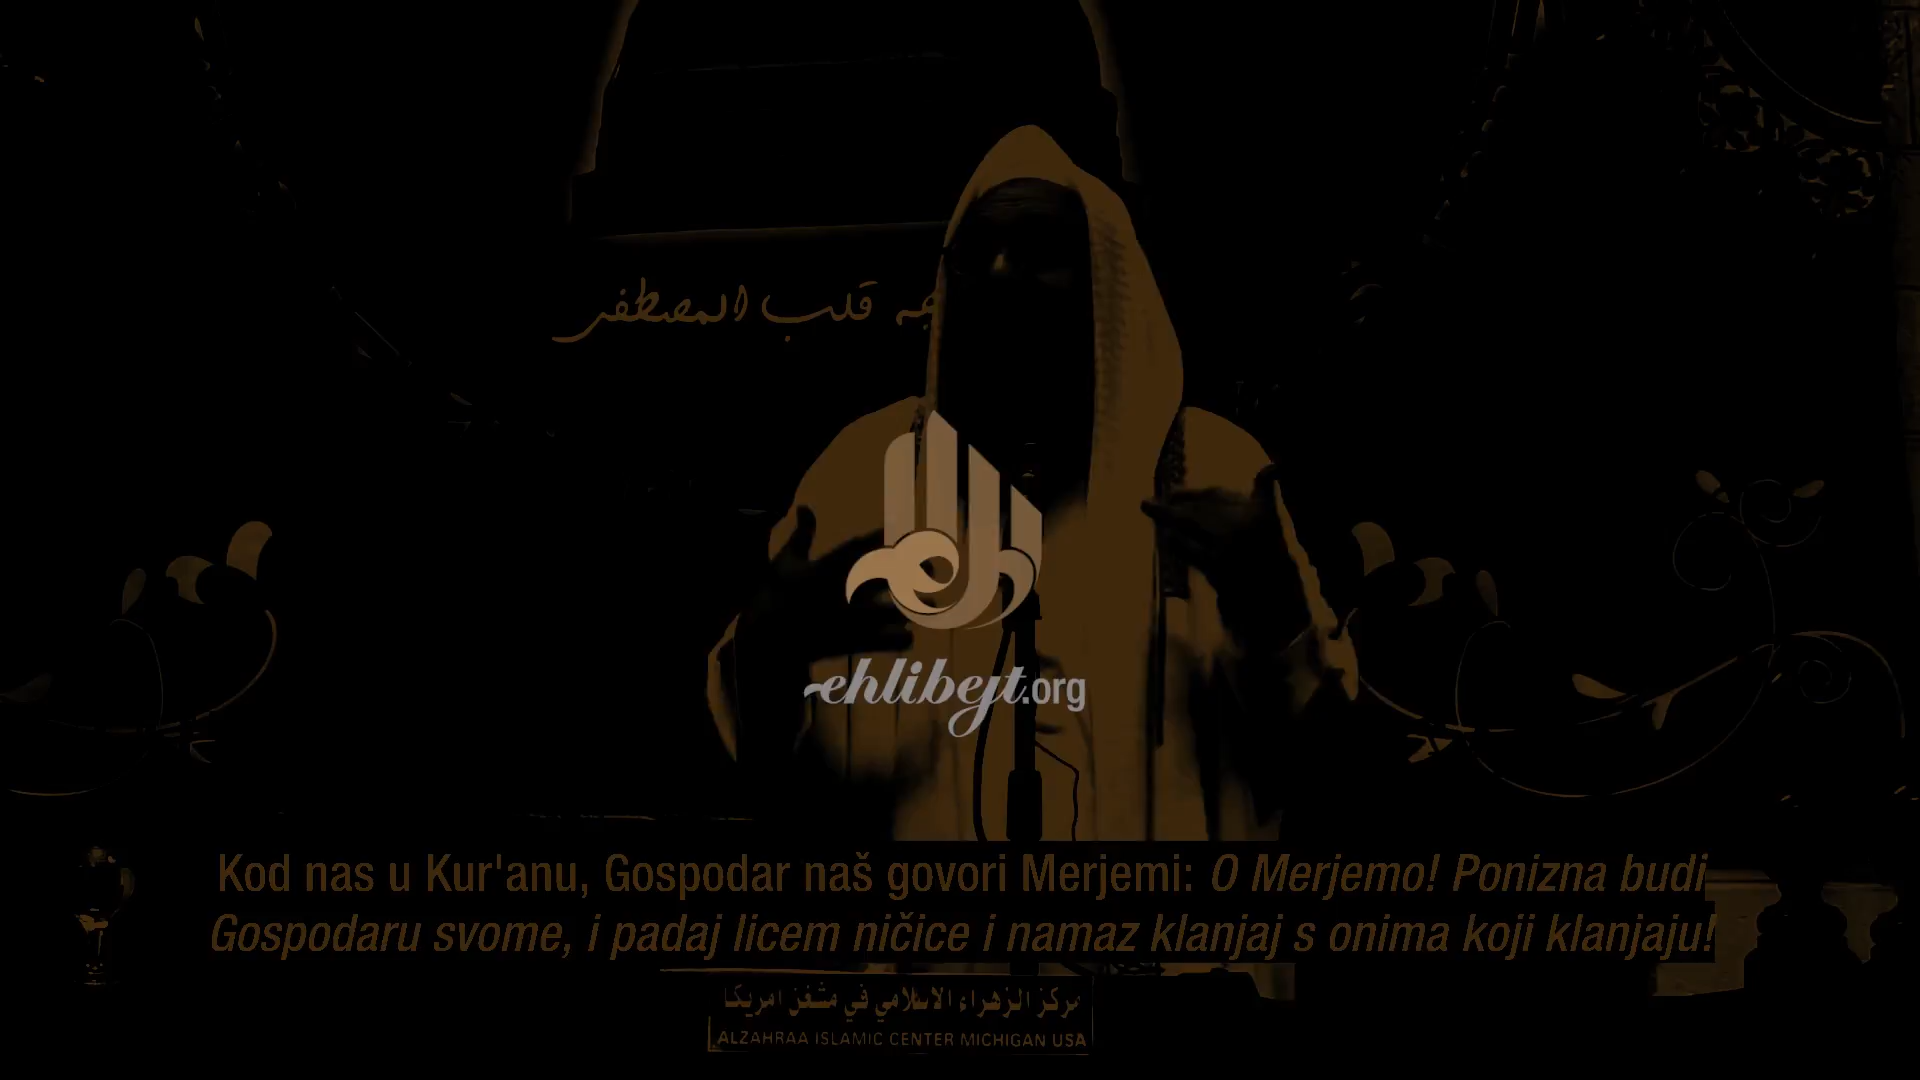 قلب المصطفى
ehlibejt.org
Kod nas u Kur'anu, Gospodar naš govori Merjemi: O Merjemo! Ponizna budi
Gospodaru svome, i padaj licem ničice i namaz klanjaj s onima koji klanjaju!
مركز الزهراء الاسلامي في مشغن امريكا
ALZAHRAA ISLAMIC CENTER MICHIGAN USA